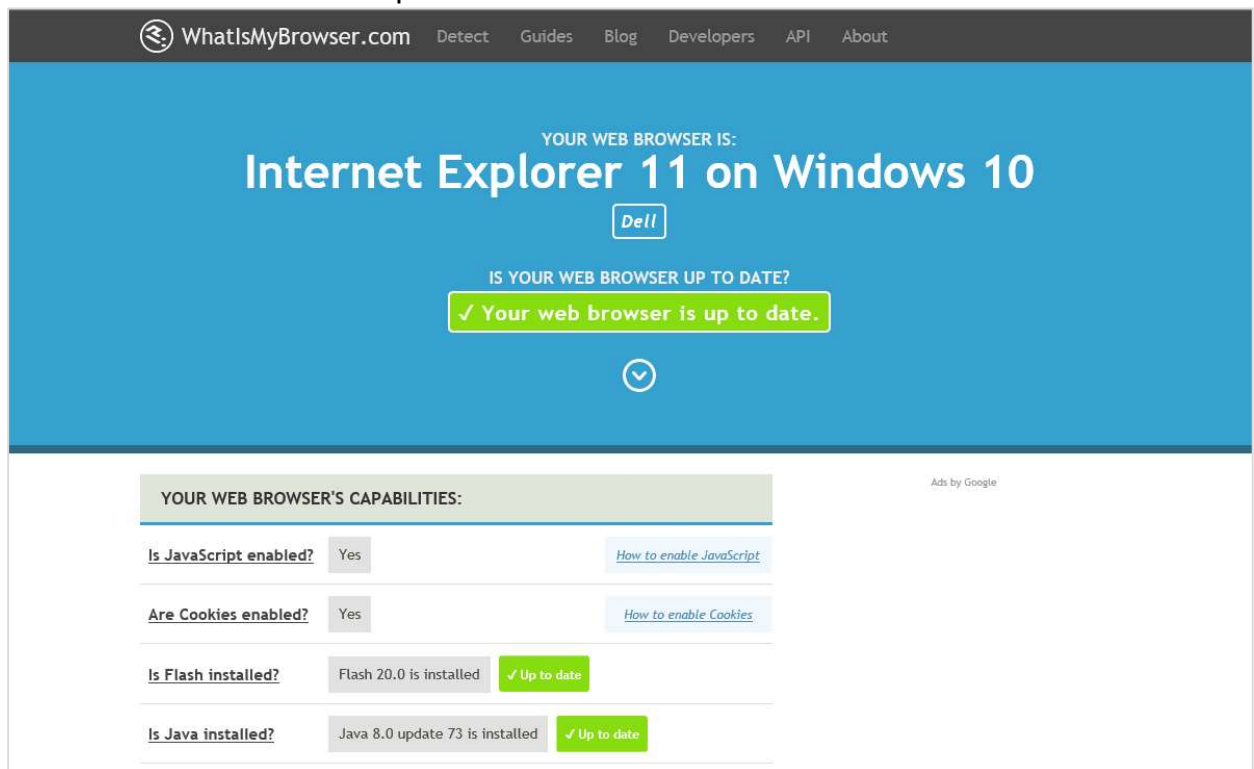 WhatIsMyBrowser.com Detect Guides Blog Developers API About
YOUR WEB BROWSER IS:
Internet Explorer 11 on Windows 10
Dell
IS YOUR WEB BROWSER UP TO DATE?
✓ Your web browser is up to date.
YOUR WEB BROWSER'S CAPABILITIES:
Ads by Google
Is JavaScript enabled? Yes How to enable JavaScript
Are Cookies enabled? Yes How to enable Cookies
Is Flash installed? Flash 20.0 is installed ✓ Up to date
Is Java installed? Java 8.0 update 73 is installed ✓ Up to date